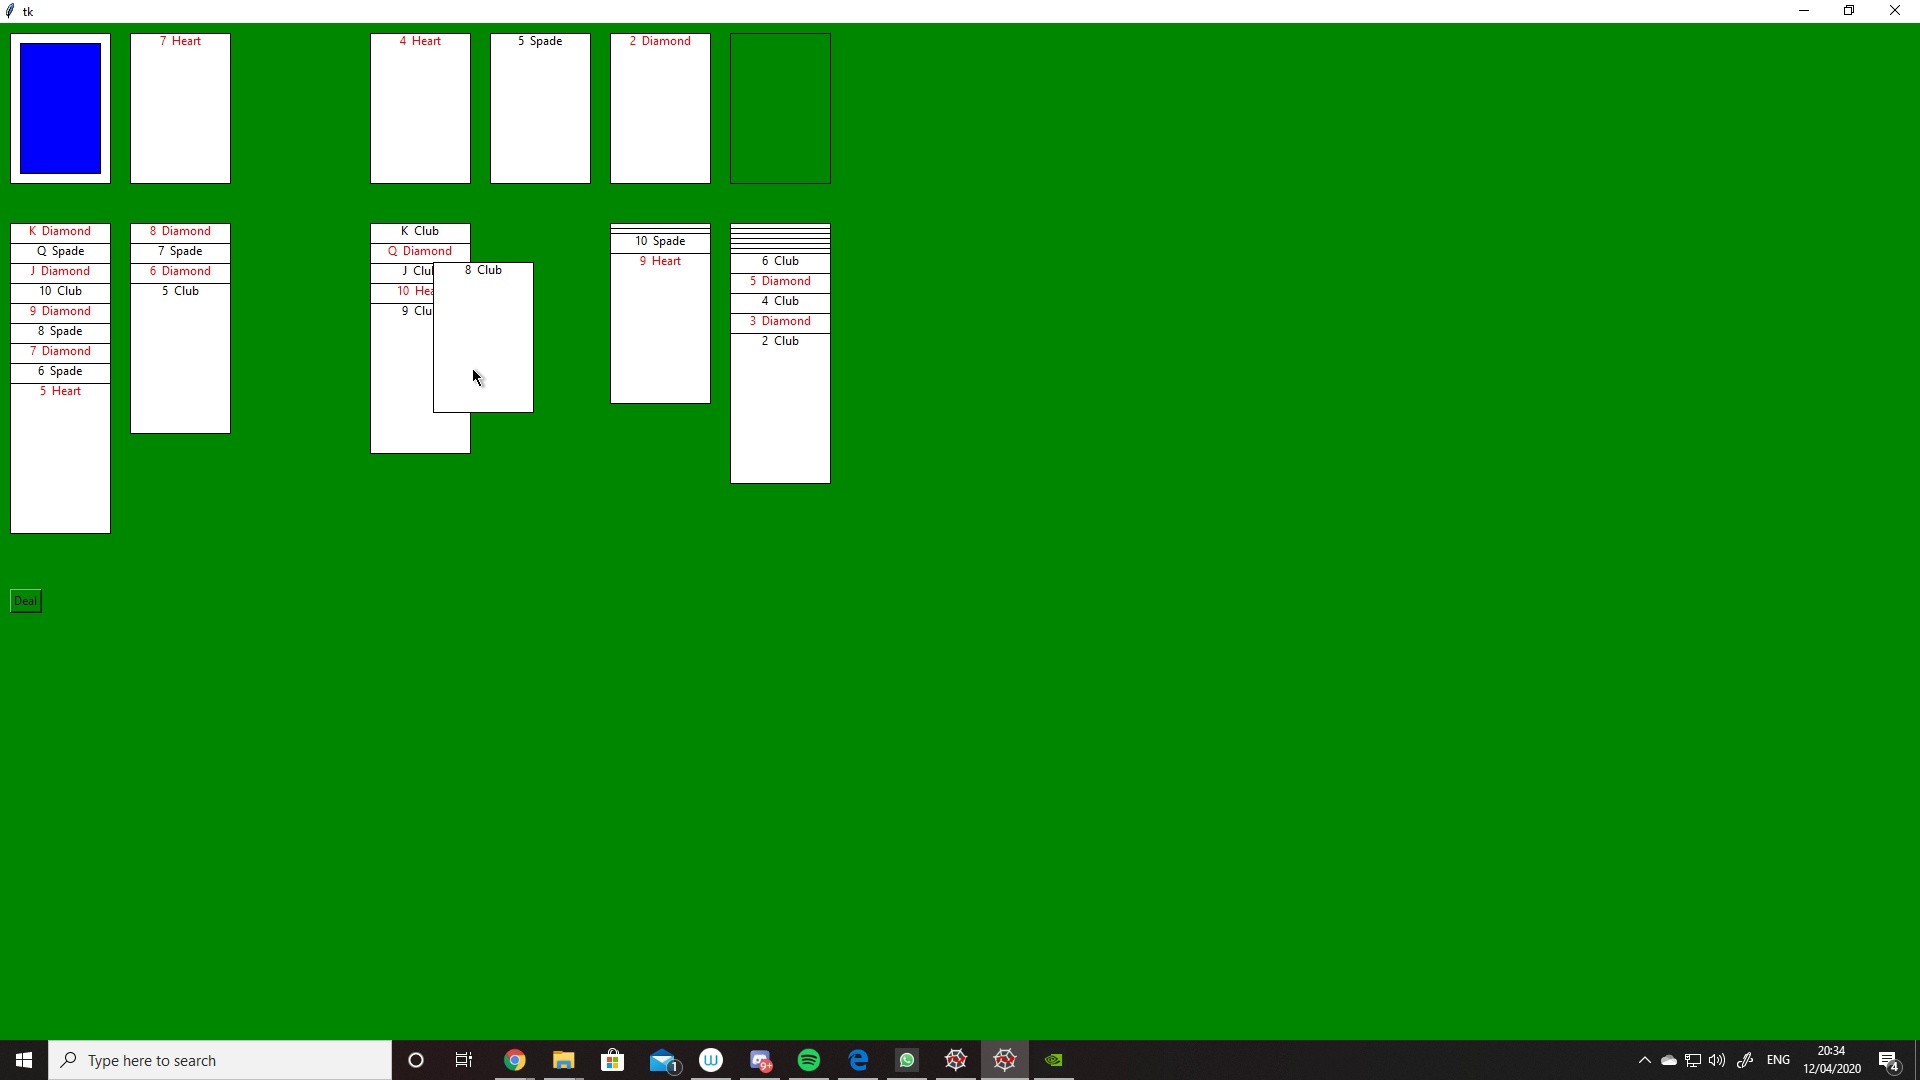 tk
7 Heart
4 Heart
5 Spade
2 Diamond
K Diamond
Q Spade
J Diamond
10 Club
9 Diamond
8 Spade
7 Diamond
6 Spade
5 Heart
8 Diamond
7 Spade
6 Diamond
5 Club
K Club
Q Diamond
J Clu
10 Hea
9 Clu
8 Club
10 Spade
9 Heart
6 Club
5 Diamond
4 Club
3 Diamond
2 Club
Deal
Type here to search
1
W
9+
ENG
20:34
12/04/2020
4